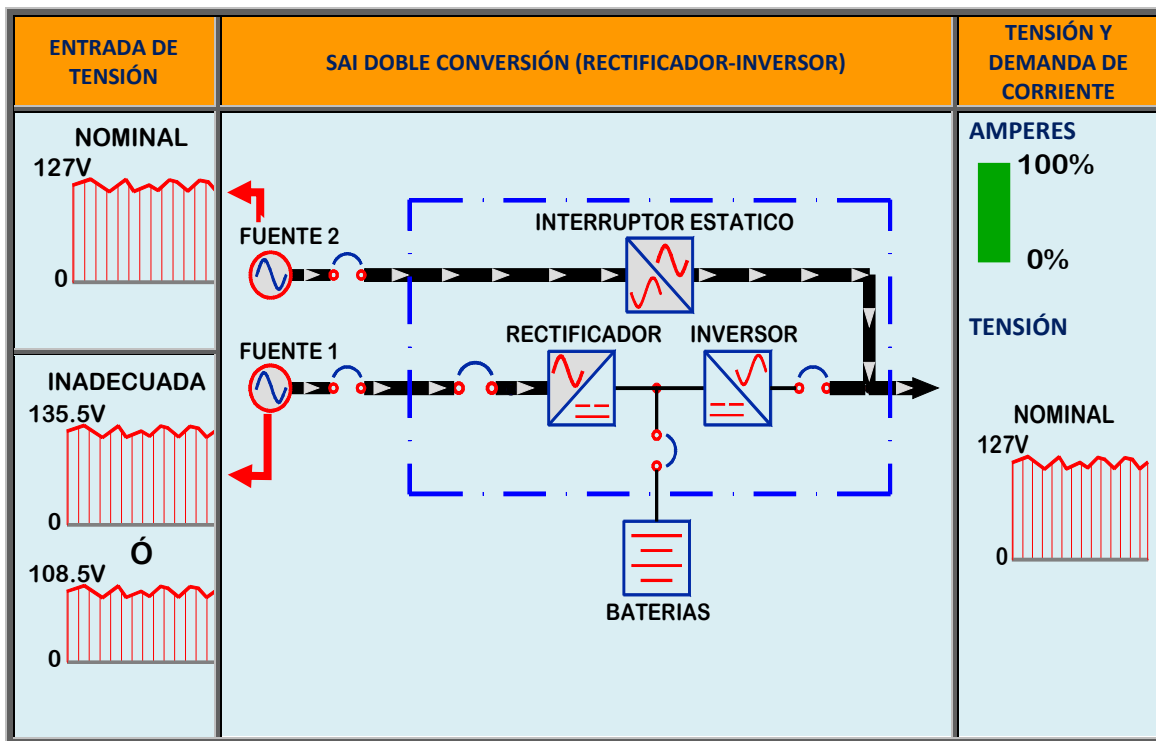 ENTRADA DE
TENSIÓN
SAI DOBLE CONVERSIÓN (RECTIFICADOR-INVERSOR)
TENSIÓN Y
DEMANDA DE
CORRIENTE
NOMINAL
127V
0
INADECUADA
135.5V
0
Ó
108.5V
0
FUENTE 2
INTERRUPTOR ESTATICO
FUENTE 1
RECTIFICADOR
INVERSOR
BATERIAS
AMPERES
100%
0%
TENSIÓN
NOMINAL
127V
0